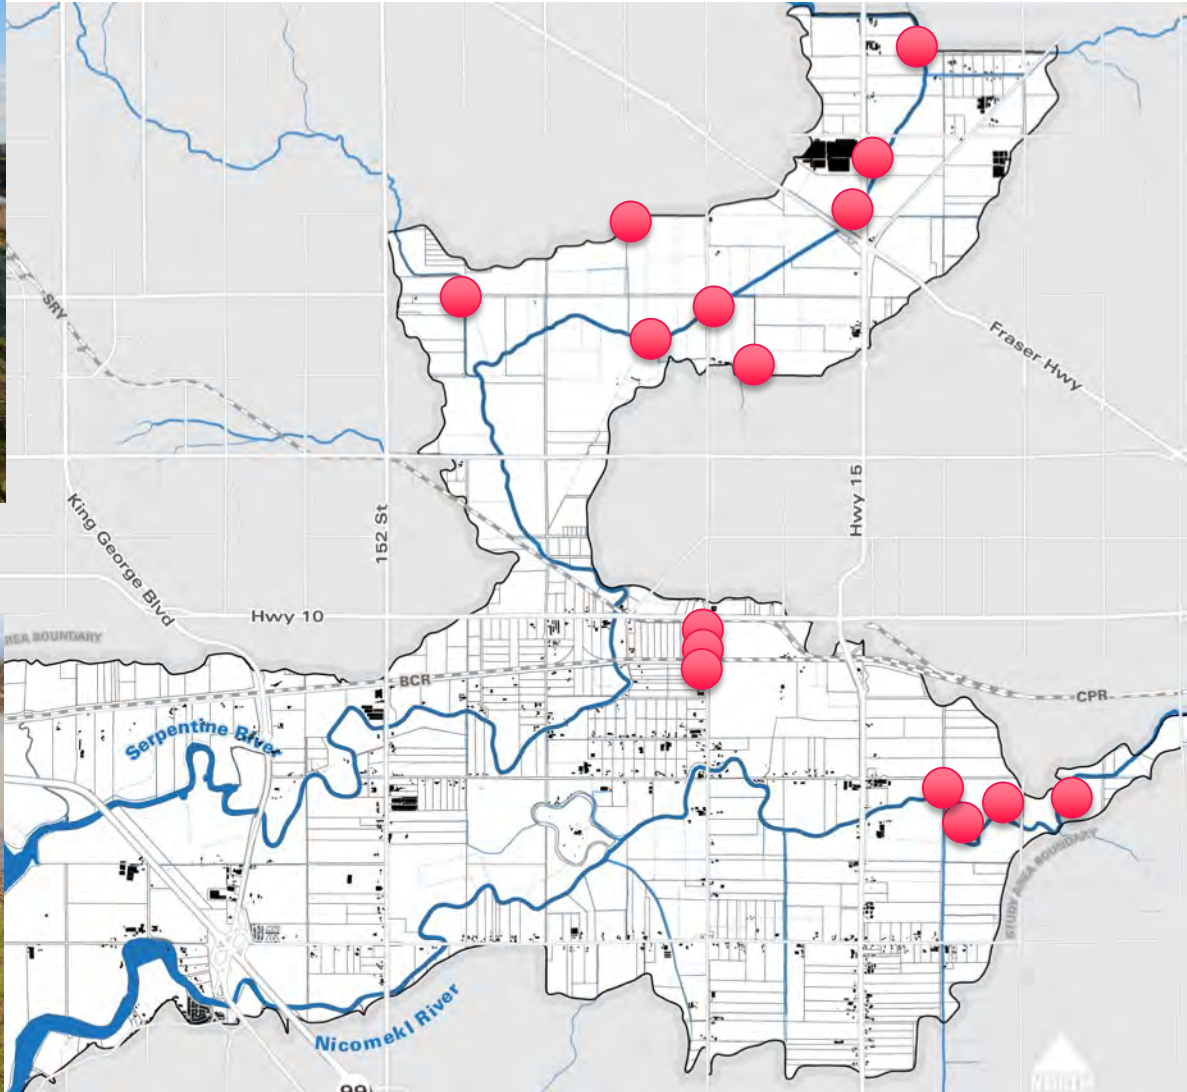 SRY
Fraser Hwy
King George Blvd
152 St
Hwy 15
Hwy 10
AREA BOUNDARY
BCR
CPR
Serpentine River
STUDY AREA BOUNDARY
Nicomekl River
99
NORTH